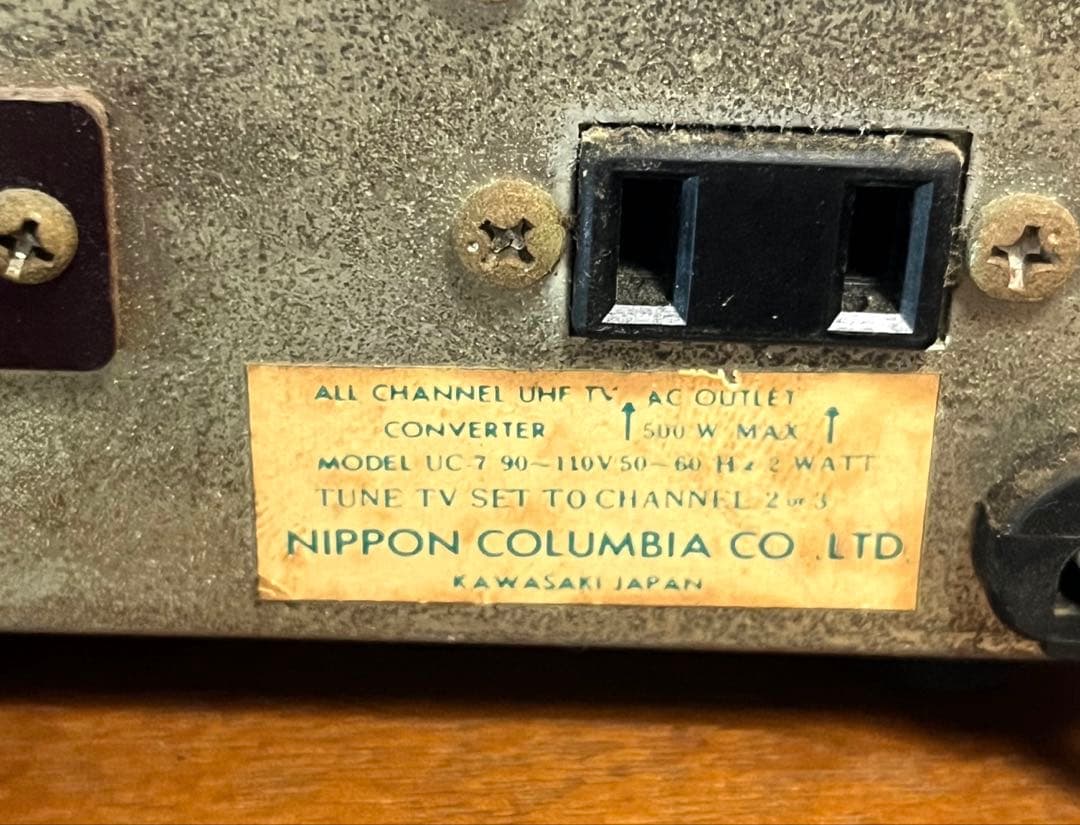 ALL CHANNEL UHF TV AC OUTLET
CONVERTER ↑ 500 W MAX ↑
MODEL UC-7 90~110V 50~60 Hz 2 WATT
TUNE TV SET TO CHANNEL 2 or 3
NIPPON COLUMBIA CO .LTD
KAWASAKI JAPAN